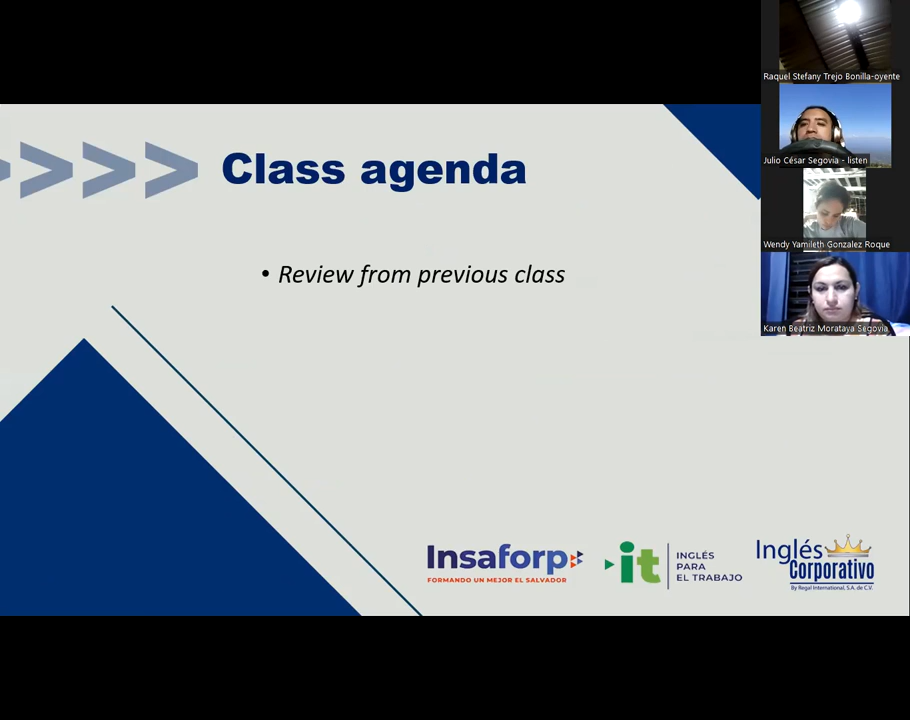 Class agenda
• Review from previous class
Insaforp
FORMANDO UN MEJOR EL SALVADOR
it
INGLÉS
PARA
EL TRABAJO
Inglés
Corporativo
By Regal International, S.A. de C.V.
Raquel Stefany Trejo Bonilla-oyente
Julio César Segovia - listen
Wendy Yamileth Gonzalez Roque
Karen Beatriz Morataya Segovia